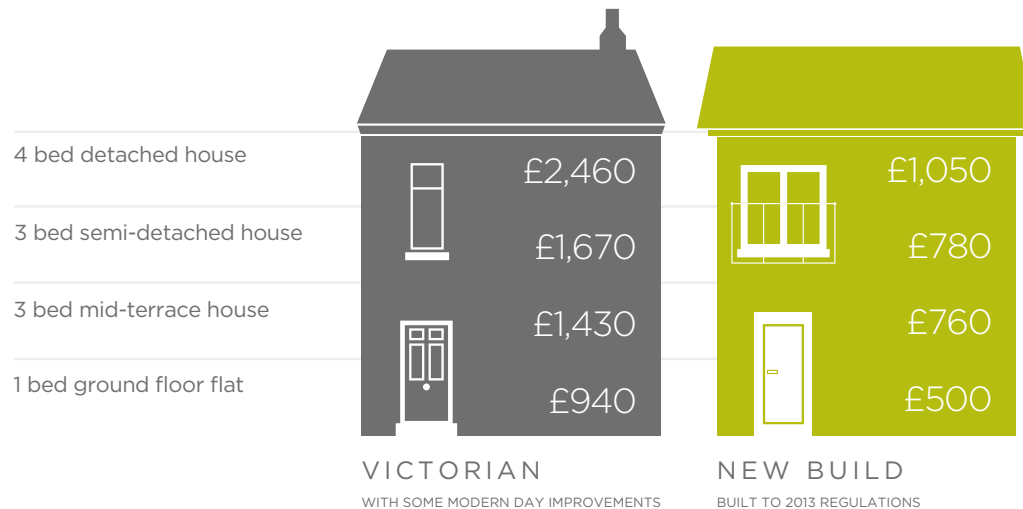 4 bed detached house £2,460 £1,050
3 bed semi-detached house £1,670 £780
3 bed mid-terrace house £1,430 £760
1 bed ground floor flat £940 £500
VICTORIAN NEW BUILD
WITH SOME MODERN DAY IMPROVEMENTS BUILT TO 2013 REGULATIONS